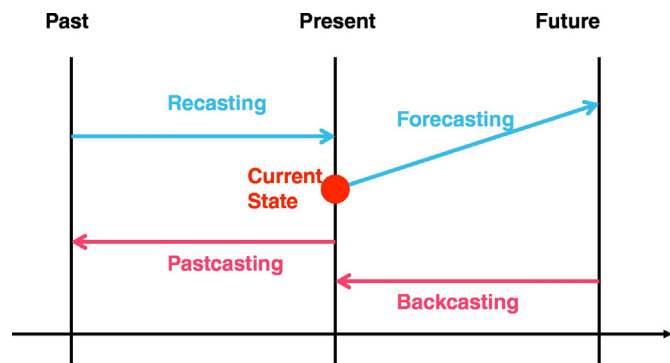 Past
Present
Future
Recasting
Forecasting
Current
State
Pastcasting
Backcasting